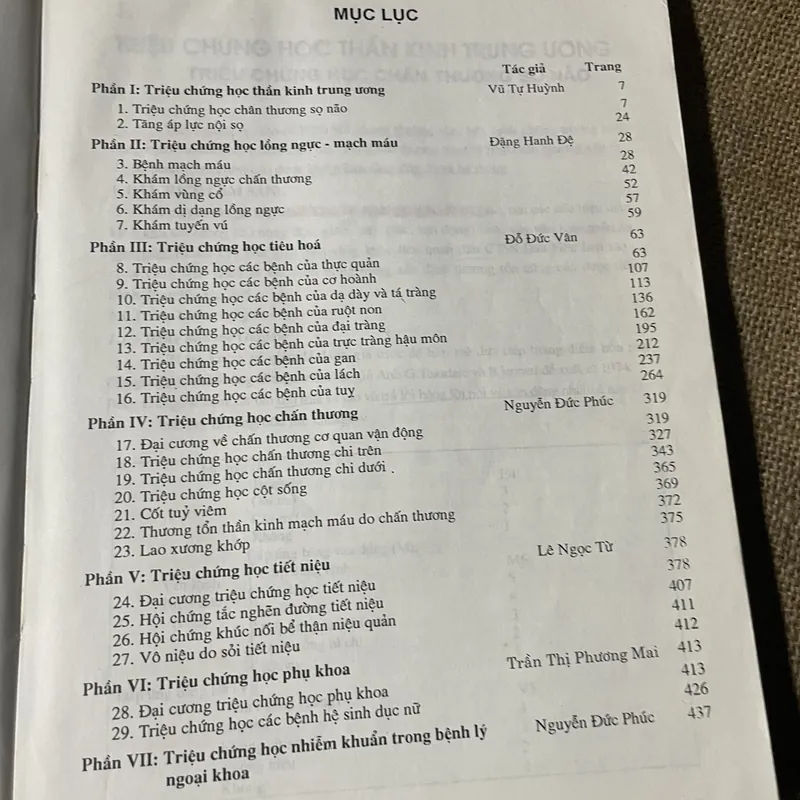 MỤC LỤC
Tác giả Trang
Phần I: Triệu chứng học thần kinh trung ương Vũ Tự Huỳnh 7
1. Triệu chứng học chân thương sọ não 7
2. Tăng áp lực nội sọ 24
Phần II: Triệu chứng học lồng ngực - mạch máu Đặng Hanh Đệ 28
3. Bệnh mạch máu 28
4. Khám lồng ngực chấn thương 42
5. Khám vùng cổ 52
6. Khám dị dạng lồng ngực 57
7. Khám tuyến vú 59
Phần III: Triệu chứng học tiêu hoá Đỗ Đức Vân 63
8. Triệu chứng học các bệnh của thực quản 63
9. Triệu chứng học các bệnh của cơ hoành 107
10. Triệu chứng học các bệnh của dạ dày và tá tràng 113
11. Triệu chứng học các bệnh của ruột non 136
12. Triệu chứng học các bệnh của đại tràng 162
13. Triệu chứng học các bệnh của trực tràng hậu môn 195
14. Triệu chứng học các bệnh của gan 212
15. Triệu chứng học các bệnh của lách 237
16. Triệu chứng học các bệnh của tuỵ 264
Phần IV: Triệu chứng học chấn thương Nguyễn Đức Phúc 319
17. Đại cương về chấn thương cơ quan vận động 319
18. Triệu chứng học chấn thương chi trên 327
19. Triệu chứng học chấn thương chi dưới . 343
20. Triệu chứng học cột sống 365
21. Cốt tuỷ viêm 369
22. Thương tổn thần kinh mạch máu do chấn thương 372
23. Lao xương khớp 375
Phần V: Triệu chứng học tiết niệu Lê Ngọc Từ 378
24. Đại cương triệu chứng học tiết niệu 378
25. Hội chứng tắc nghẽn đường tiết niệu 407
26. Hội chứng khúc nối bể thận niệu quản 411
27. Vô niệu do sỏi tiết niệu 412
Phần VI: Triệu chứng học phụ khoa Trần Thị Phương Mai 413
28. Đại cương triệu chứng học phụ khoa 413
29. Triệu chứng học các bệnh hệ sinh dục nữ 426
Phần VII: Triệu chứng học nhiễm khuẩn trong bệnh lý Nguyễn Đức Phúc 437
ngoại khoa